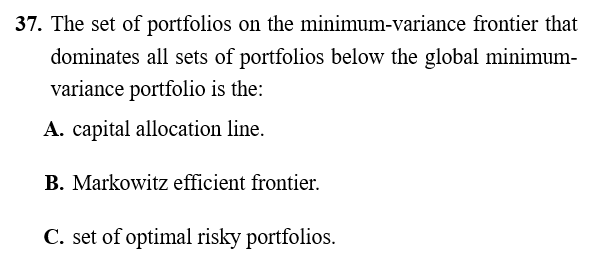 37. The set of portfolios on the minimum-variance frontier that
dominates all sets of portfolios below the global minimum-
variance portfolio is the:
A. capital allocation line.
B. Markowitz efficient frontier.
C. set of optimal risky portfolios.